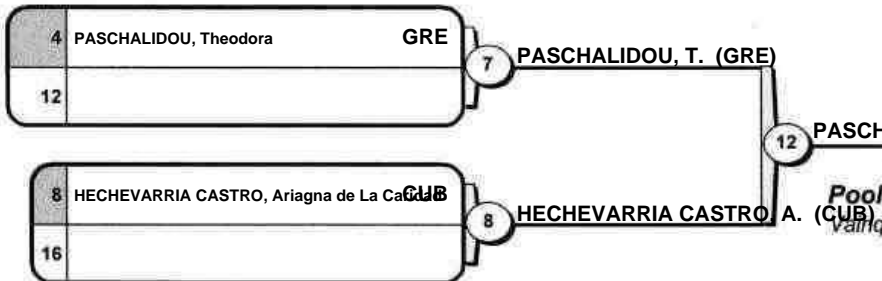 4 PASCHALIDOU, Theodora GRE
12
7 PASCHALIDOU, T. (GRE)
12 PASCH
8 HECHEVARRIA CASTRO, Ariagna de La CUB
16
8 HECHEVARRIA CASTRO, A. (CUB)
Pool
Vainq